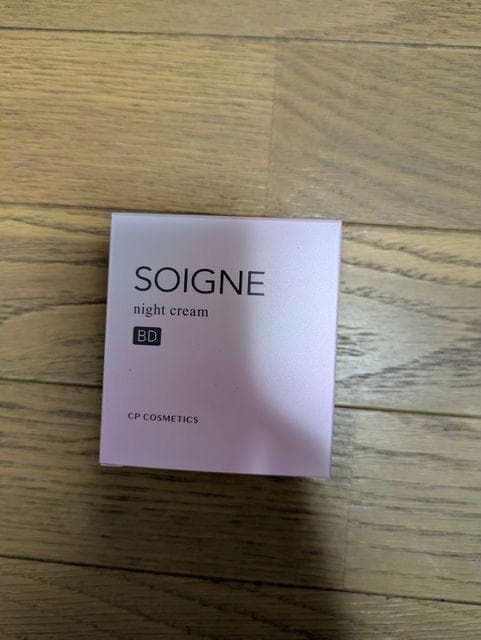 SOIGNE
night cream
BD
CP COSMETICS